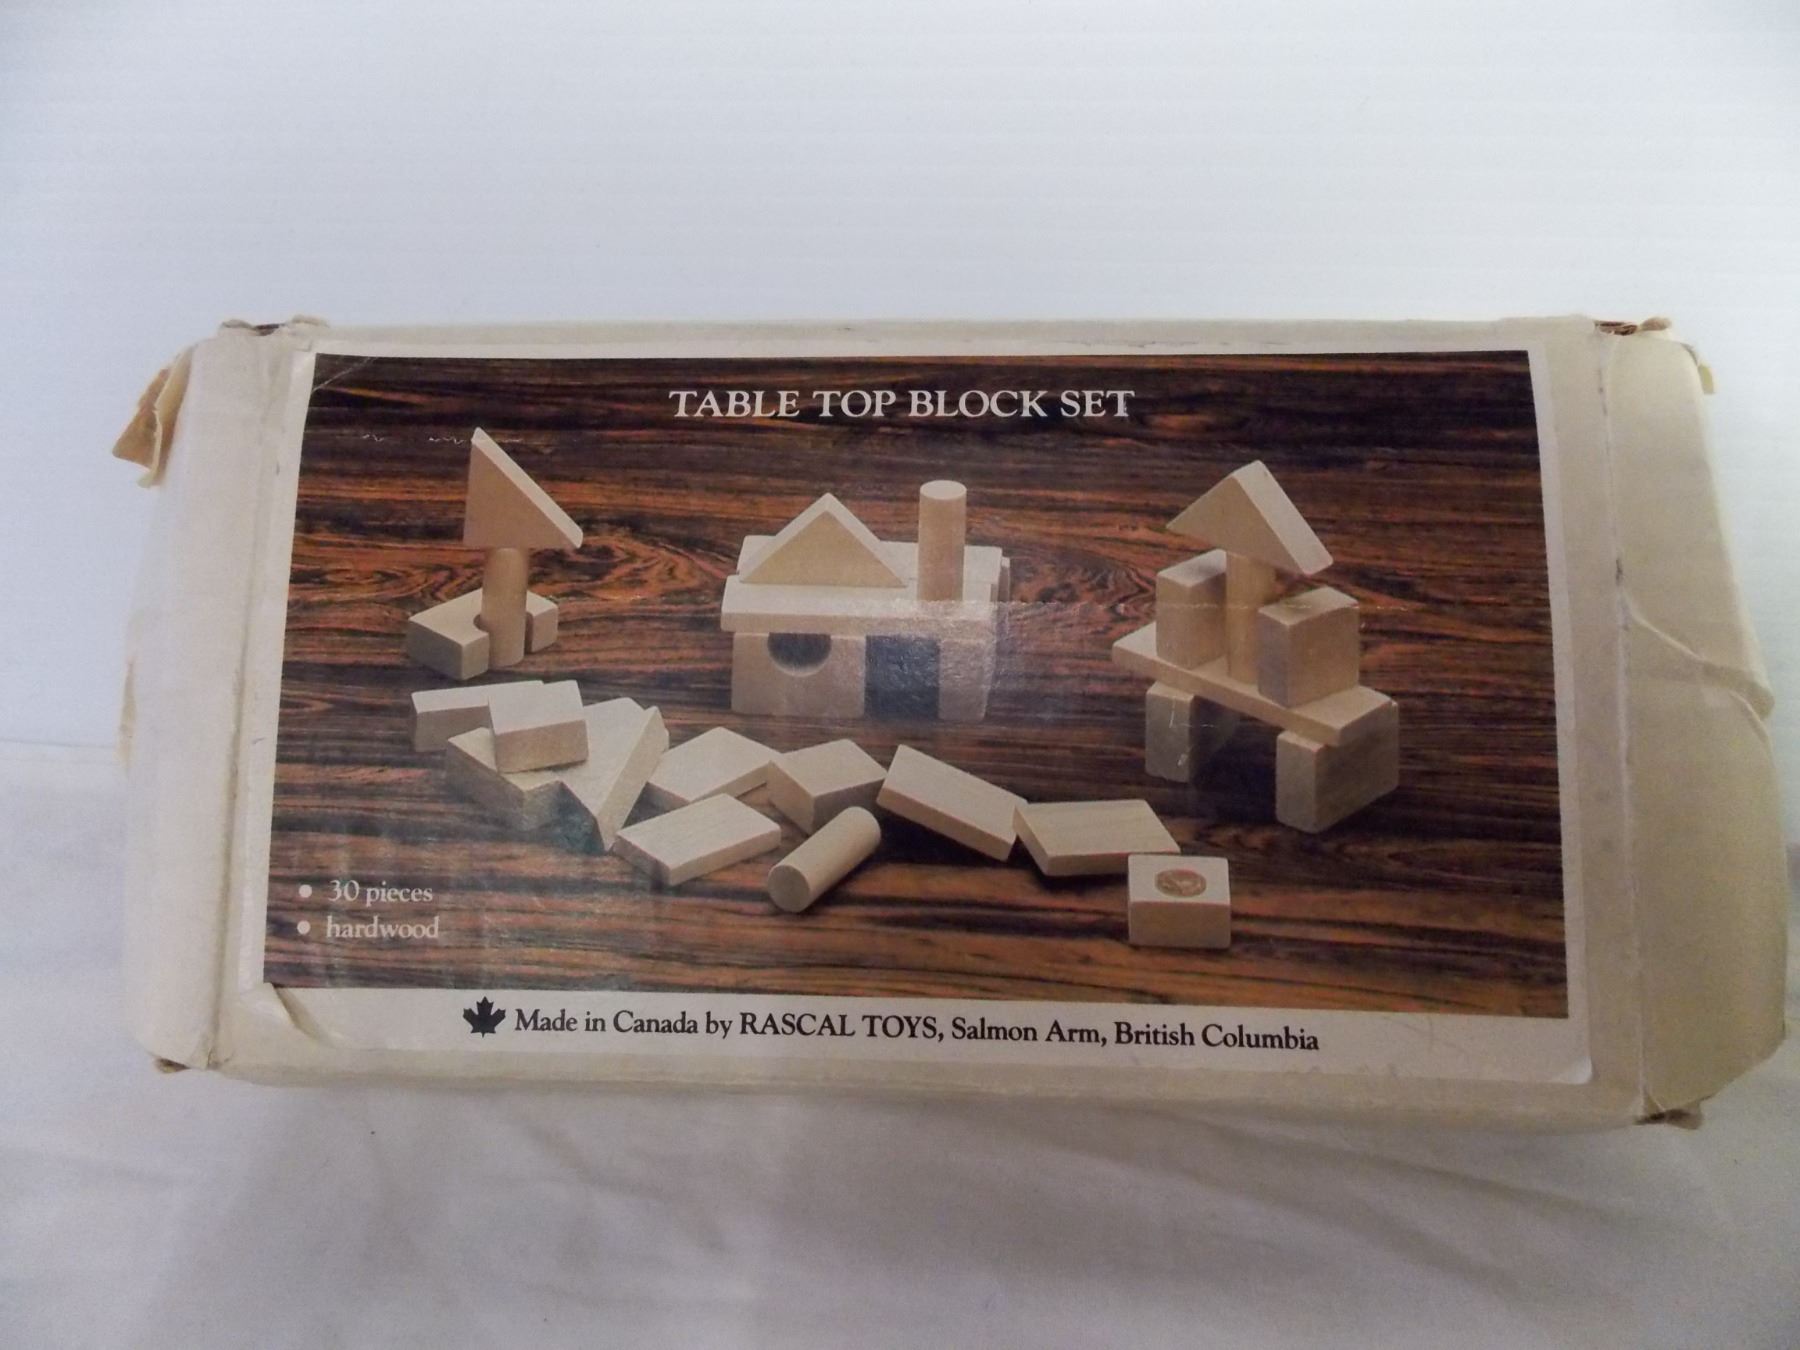 TABLE TOP BLOCK SET
• 30 pieces
• hardwood
Made in Canada by RASCAL TOYS, Salmon Arm, British Columbia